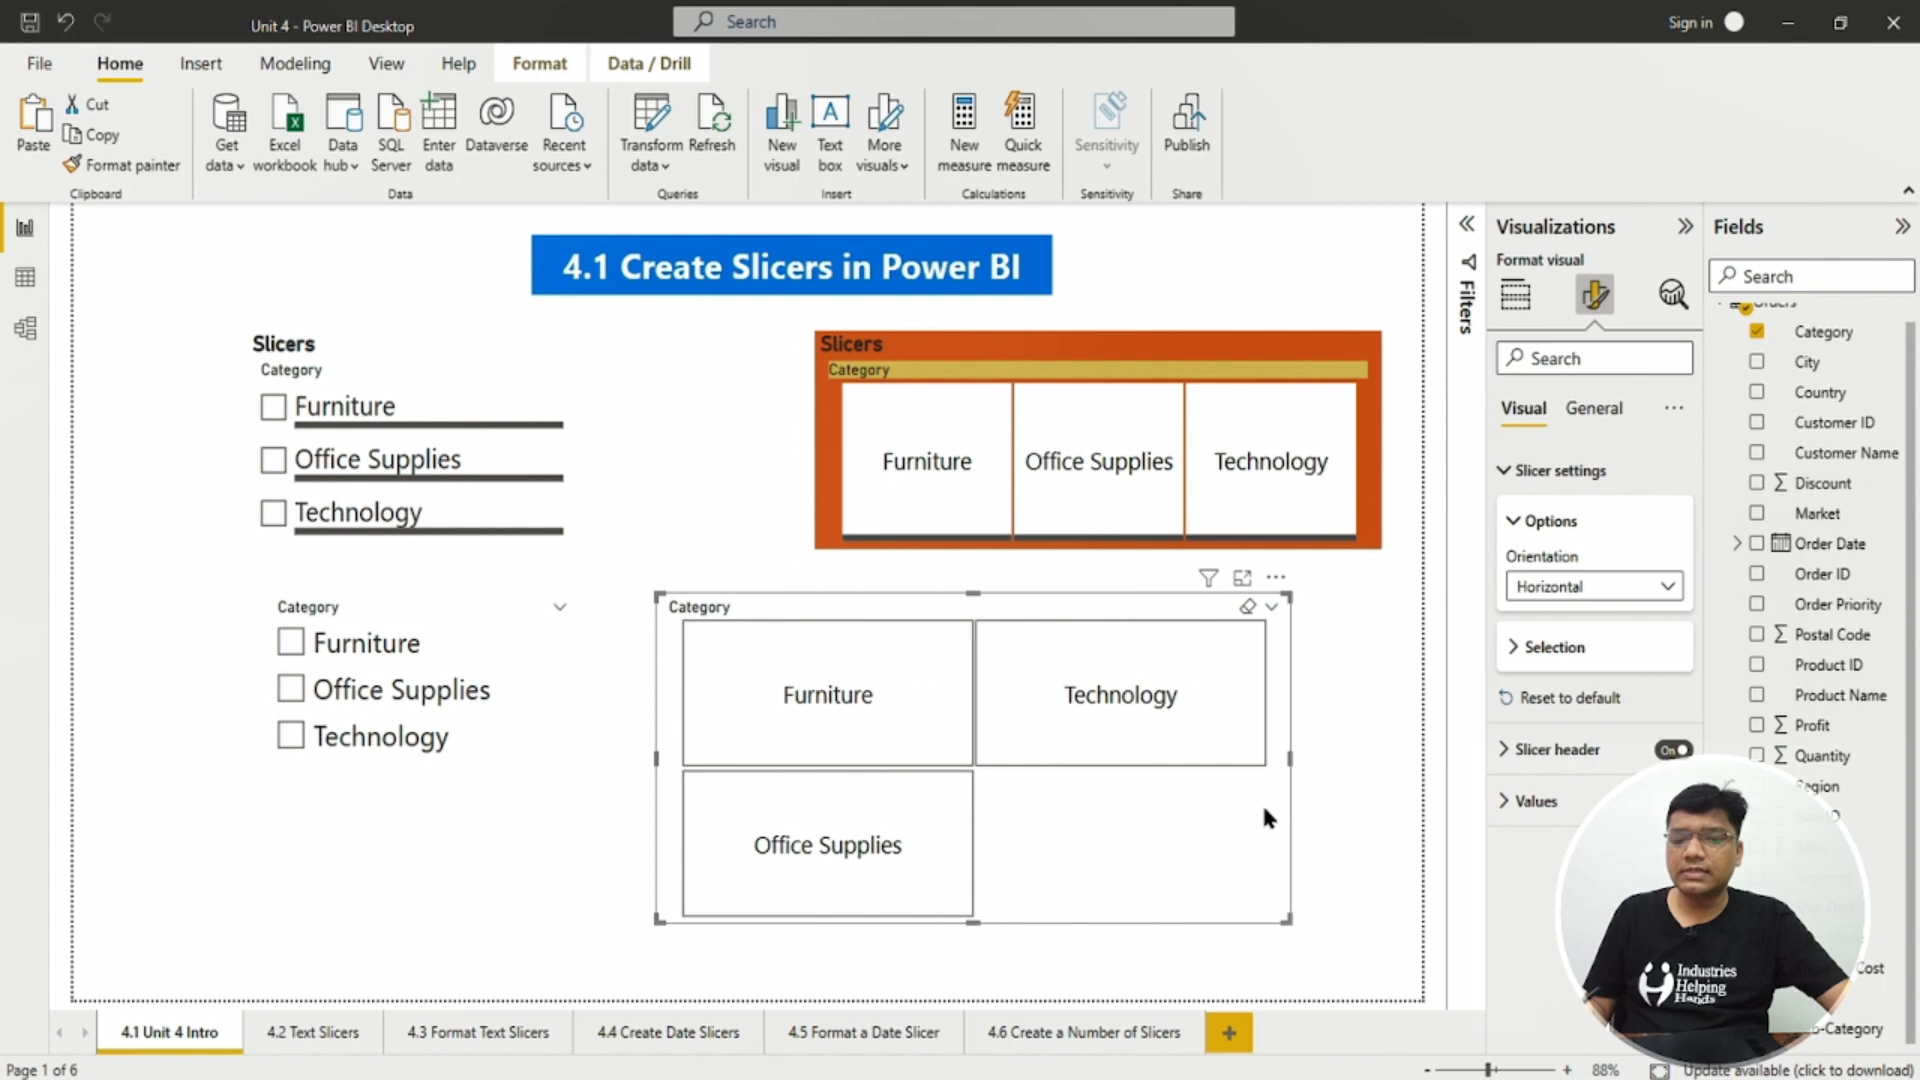 Unit 4 - Power BI Desktop
Search
Sign in
File
Home
Insert
Modeling
View
Help
Format
Data / Drill
Paste
Cut
Copy
Format painter
Clipboard
Get data
Excel workbook
Data hub
SQL Server
Enter data
Dataverse
Recent sources
Data
Transform data
Refresh
Queries
New visual
Text box
More visuals
Insert
New measure
Quick measure
Calculations
Sensitivity
Sensitivity
Publish
Share
4.1 Create Slicers in Power BI
Slicers
Category
Furniture
Office Supplies
Technology
Slicers
Category
Furniture
Office Supplies
Technology
Category
Furniture
Office Supplies
Technology
Category
Furniture
Technology
Office Supplies
Filters
Visualizations
Format visual
Search
Visual
General
Slicer settings
Options
Orientation
Horizontal
Selection
Reset to default
Slicer header
On
Values
Fields
Search
Orders
Category
City
Country
Customer ID
Customer Name
Discount
Market
Order Date
Order ID
Order Priority
Postal Code
Product ID
Product Name
Profit
Quantity
egion
Cost
-Category
Industries
Helping
Hands
4.1 Unit 4 Intro
4.2 Text Slicers
4.3 Format Text Slicers
4.4 Create Date Slicers
4.5 Format a Date Slicer
4.6 Create a Number of Slicers
Page 1 of 6
88%
Update available (click to download)